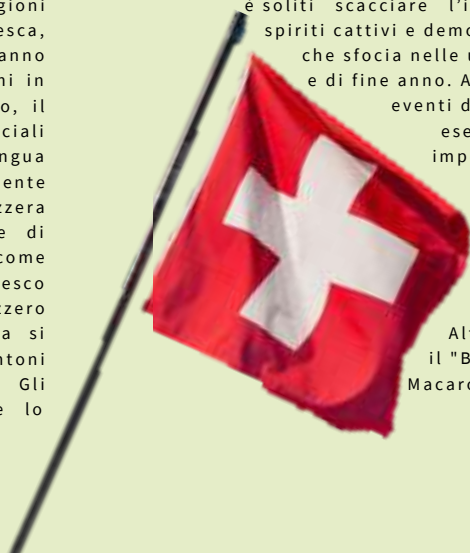 gioni
esca,
anno
ni in
o, il
ciali
ngua
ente
zzera
e di
come
esco
zzero
a si
ntoni
Gli
e lo
è soliti scacciare l'i
spiriti cattivi e demo
che sfocia nelle u
e di fine anno. A
eventi d
ese
imp
Al
il "B
Macaro